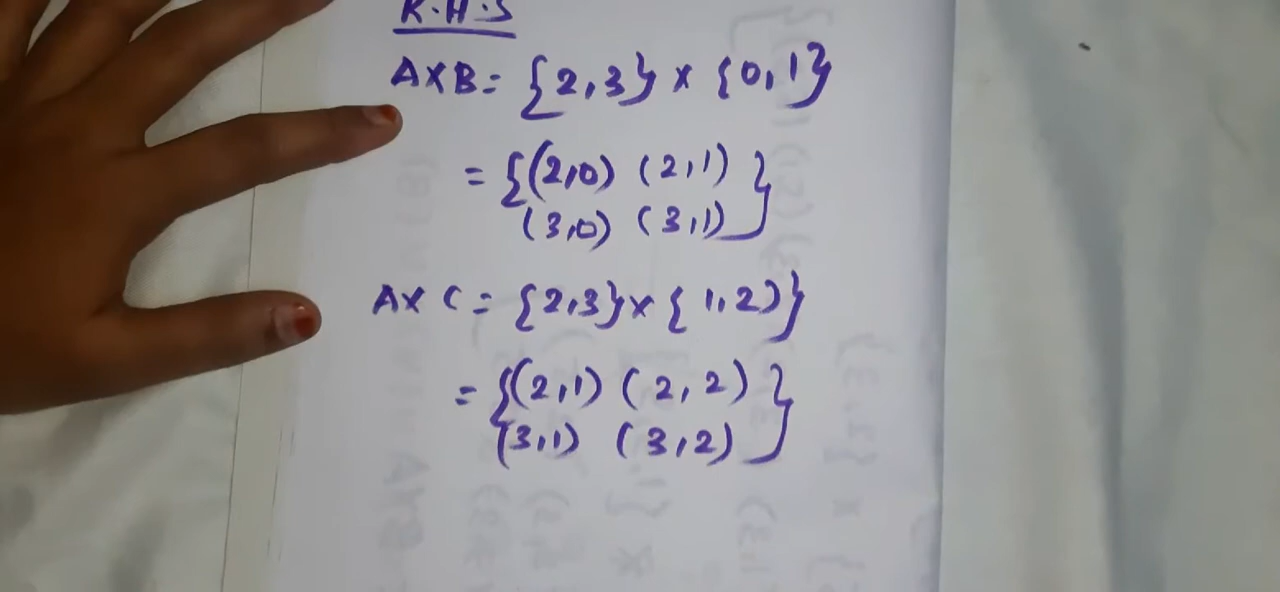 R.H.S
A×B= {2,3} × {0,1}
= {(2,0) (2,1)
(3,0) (3,1)}
A× C = {2,3}× { 1,2)}
= {(2,1) (2,2)
(3,1) (3,2)}